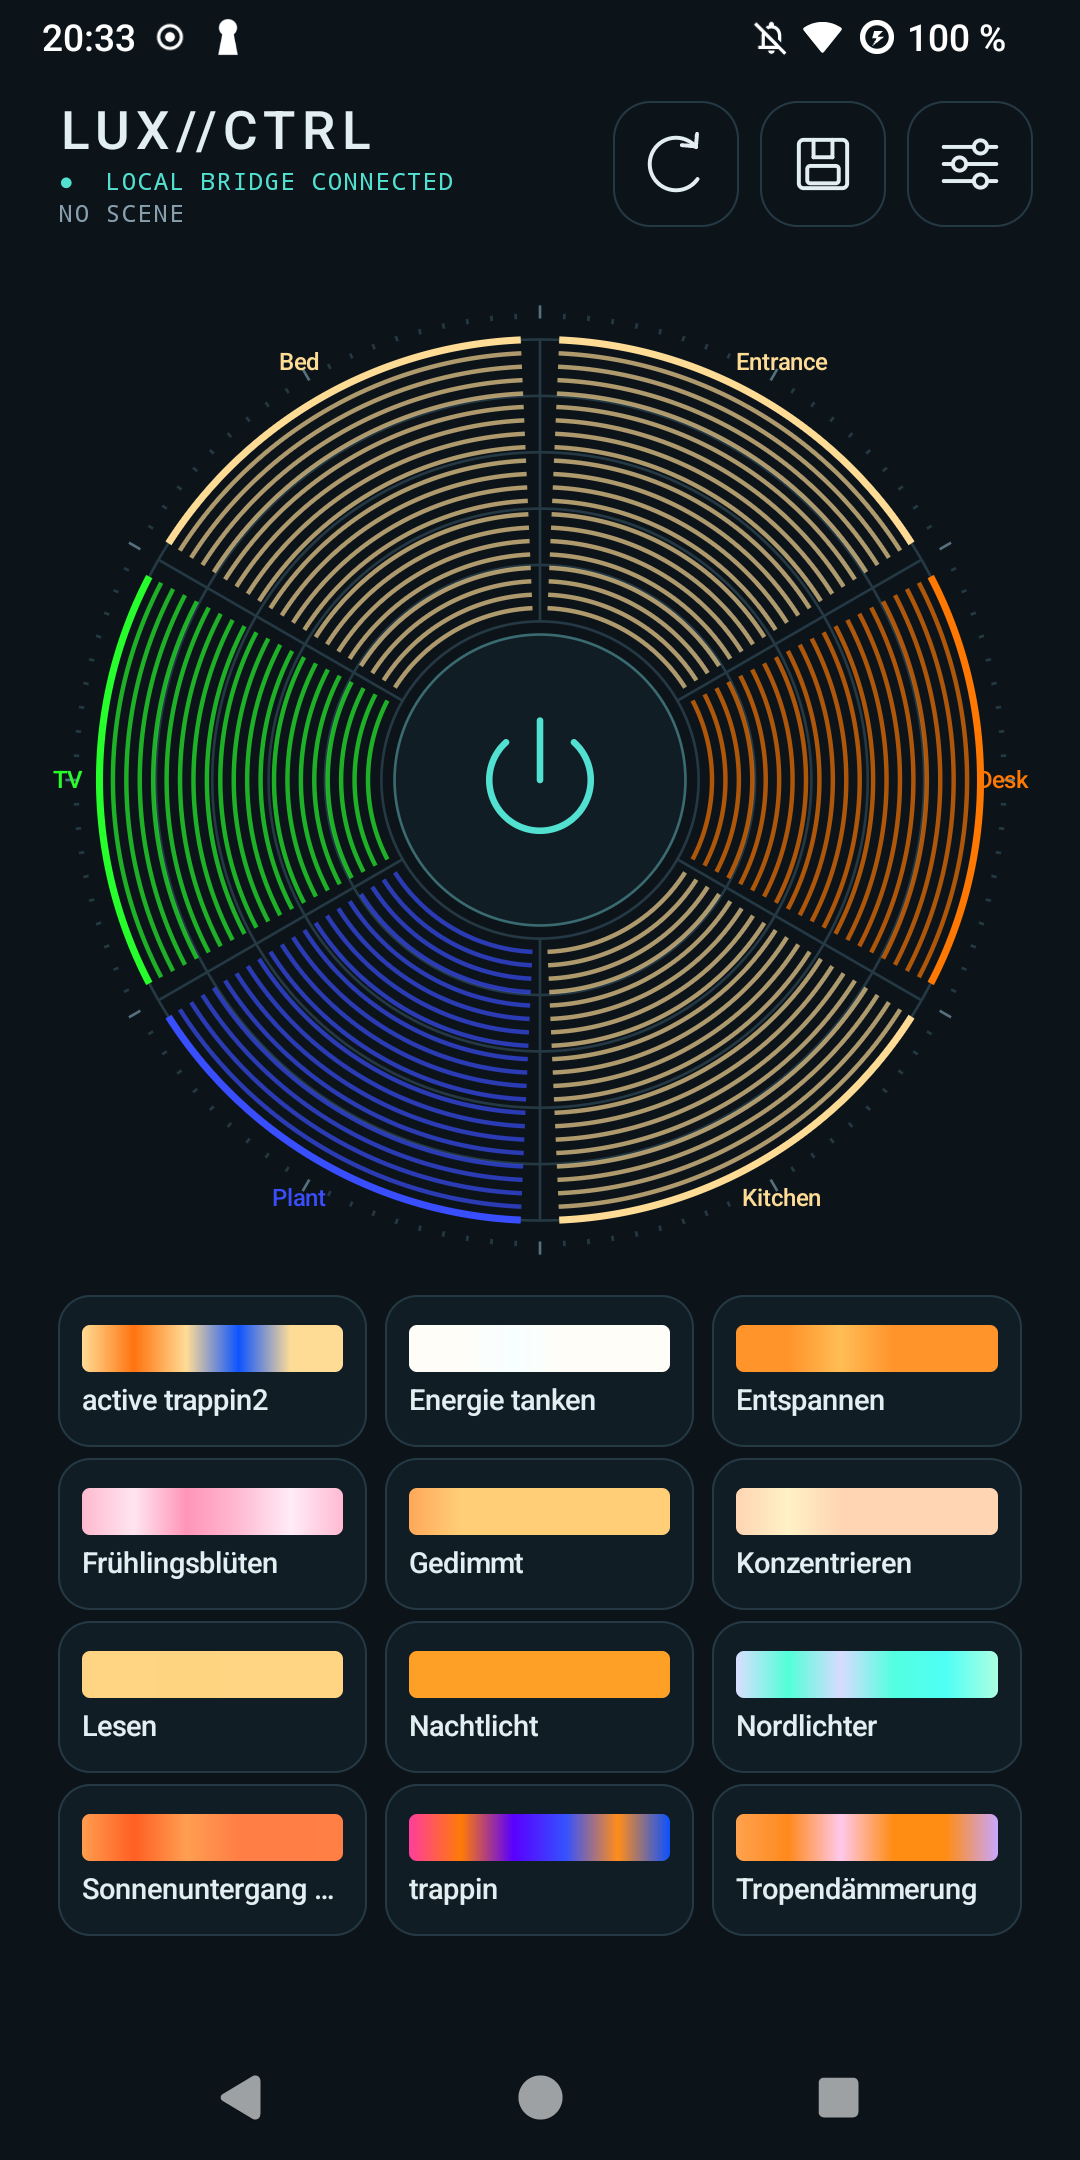 20:33 100 %
LUX//CTRL
LOCAL BRIDGE CONNECTED
NO SCENE
Bed Entrance
TV Desk
Plant Kitchen
active trappin2 Energie tanken Entspannen
Frühlingsblüten Gedimmt Konzentrieren
Lesen Nachtlicht Nordlichter
Sonnenuntergang ... trappin Tropendämmerung